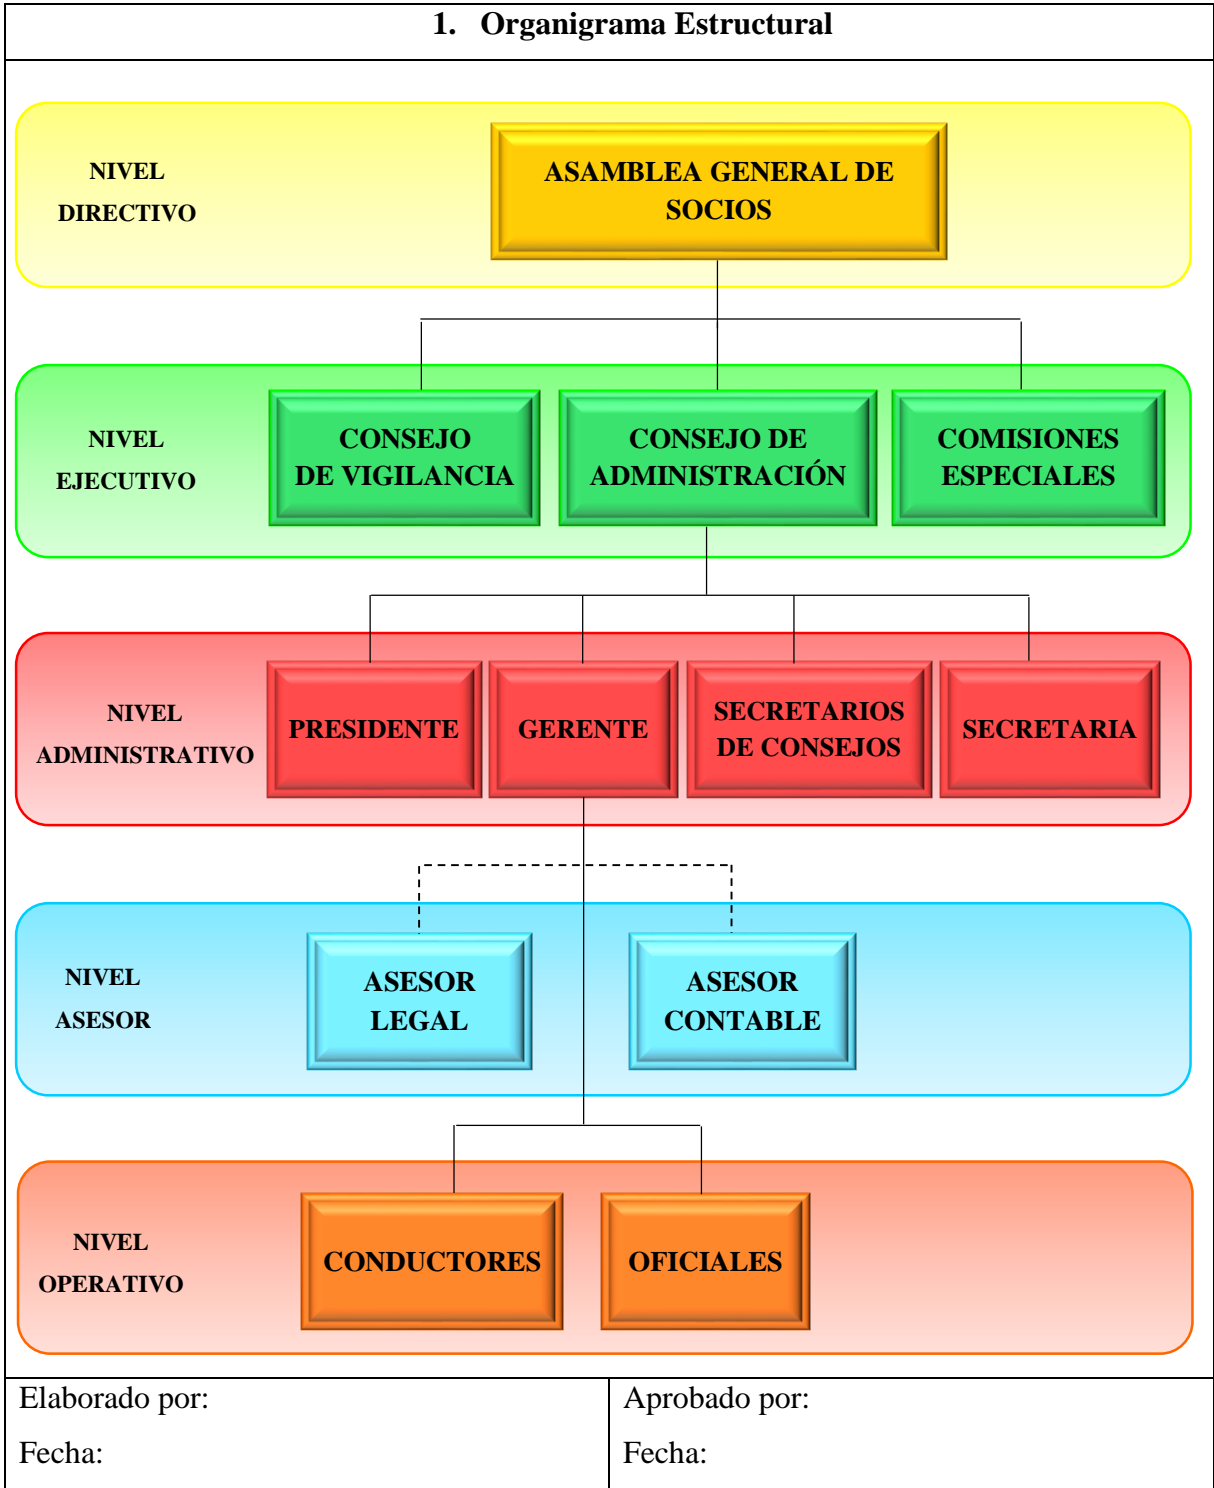 1. Organigrama Estructural
NIVEL
DIRECTIVO
ASAMBLEA GENERAL DE
SOCIOS
NIVEL
EJECUTIVO
CONSEJO
DE VIGILANCIA
CONSEJO DE
ADMINISTRACIÓN
COMISIONES
ESPECIALES
NIVEL
ADMINISTRATIVO
PRESIDENTE
GERENTE
SECRETARIOS
DE CONSEJOS
SECRETARIA
NIVEL
ASESOR
ASESOR
LEGAL
ASESOR
CONTABLE
NIVEL
OPERATIVO
CONDUCTORES
OFICIALES
Elaborado por:
Fecha:
Aprobado por:
Fecha: